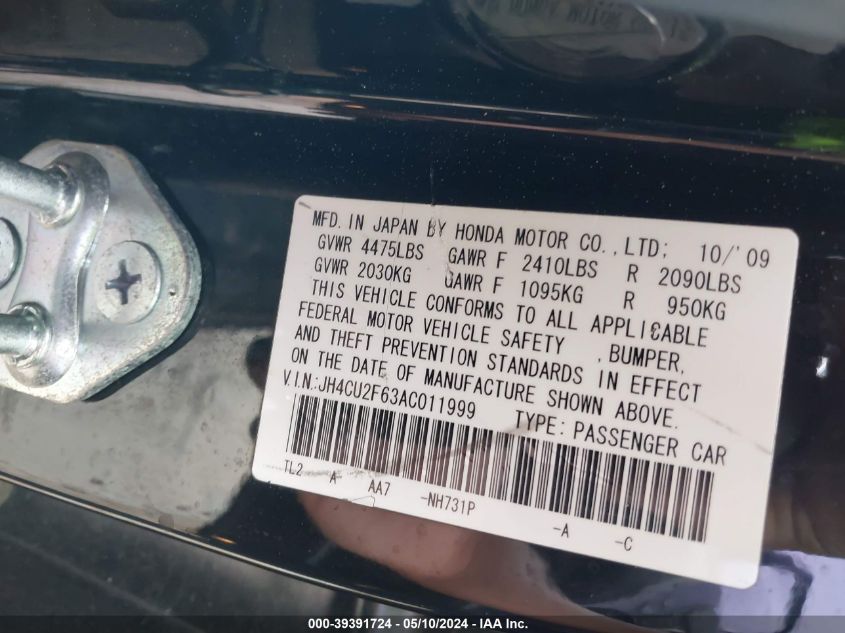 MFD. IN JAPAN BY HONDA MOTOR CO.,LTD; 10/'09
GVWR 4475LBS GAWR F 2410LBS R 2090LBS
GVWR 2030KG GAWR F 1095KG R 950KG
THIS VEHICLE CONFORMS TO ALL APPLICABLE
FEDERAL MOTOR VEHICLE SAFETY ,BUMPER,
AND THEFT PREVENTION STANDARDS IN EFFECT
ON THE DATE OF MANUFACTURE SHOWN ABOVE.
V.I.N:JH4CU2F63AC011999 TYPE:PASSENGER CAR
TL2 A- AA7 -NH731P -A -C
000-39391724 — 05/10/2024 — IAA Inc.